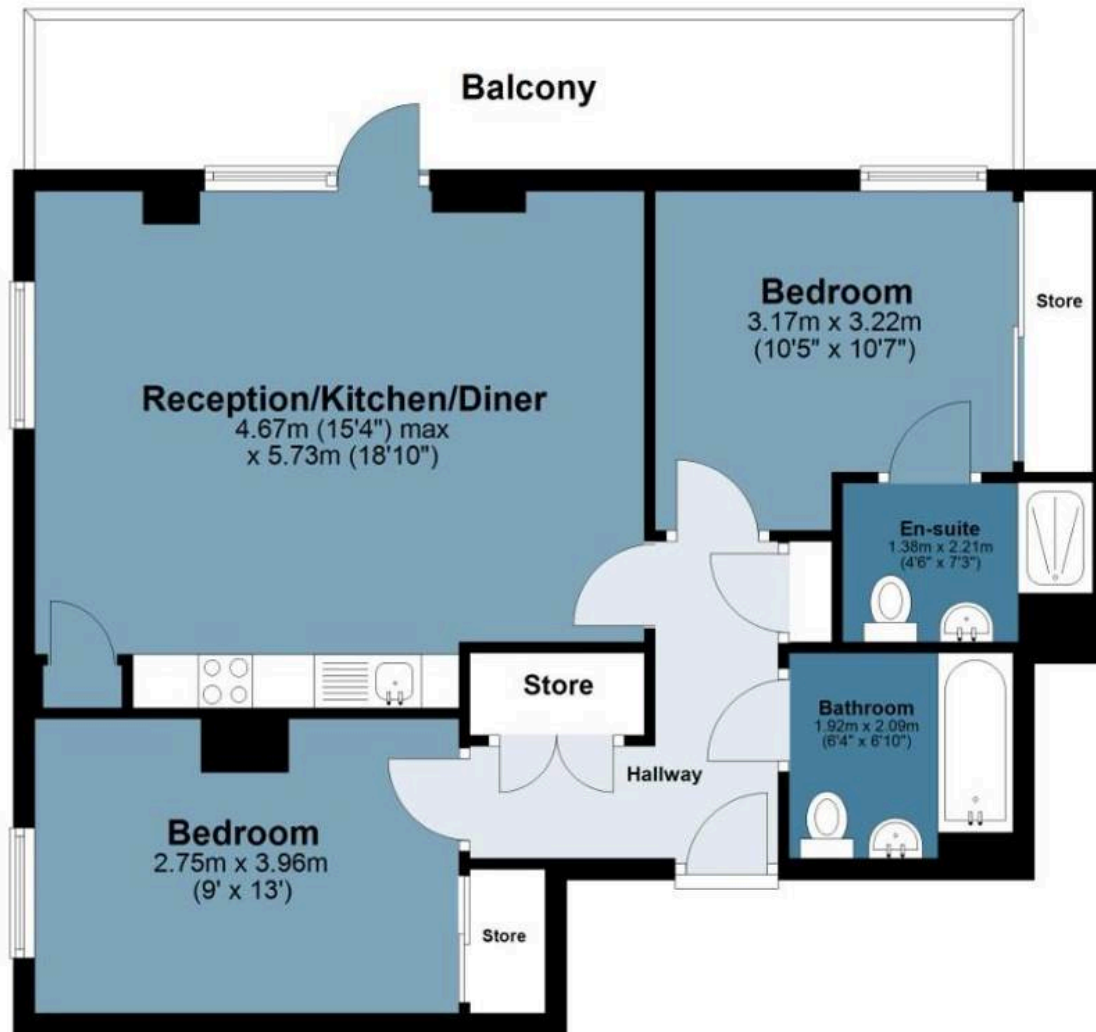 Balcony
Bedroom
3.17m x 3.22m
(10'5" x 10'7")
Store
Reception/Kitchen/Diner
4.67m (15'4") max
x 5.73m (18'10")
En-suite
1.38m x 2.21m
(4'6" x 7'3")
Store
Bathroom
1.92m x 2.09m
(6'4" x 6'10")
Hallway
Bedroom
2.75m x 3.96m
(9' x 13')
Store